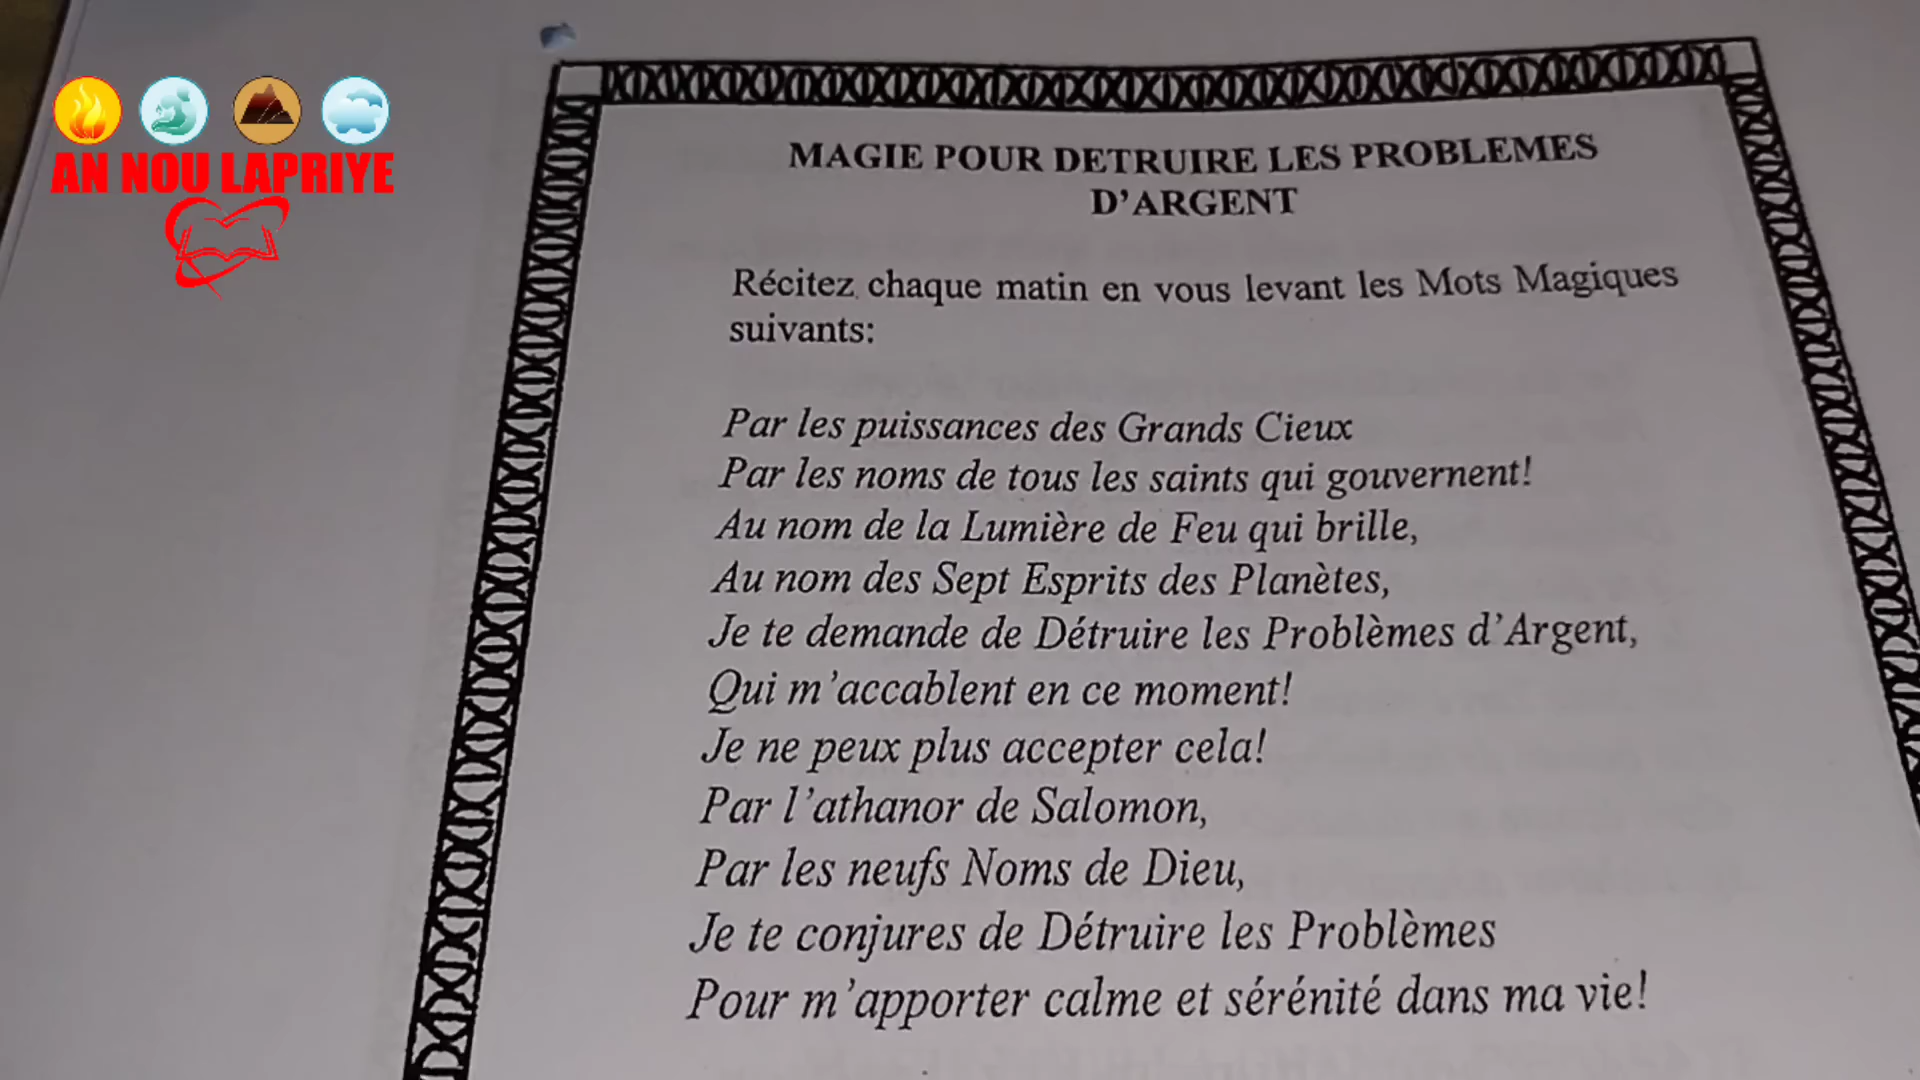 AN NOU LAPRIYE
MAGIE POUR DETRUIRE LES PROBLEMES
D'ARGENT
Récitez chaque matin en vous levant les Mots Magiques
suivants:
Par les puissances des Grands Cieux
Par les noms de tous les saints qui gouvernent!
Au nom de la Lumière de Feu qui brille,
Au nom des Sept Esprits des Planètes,
Je te demande de Détruire les Problèmes d'Argent,
Qui m'accablent en ce moment!
Je ne peux plus accepter cela!
Par l'athanor de Salomon,
Par les neufs Noms de Dieu,
Je te conjures de Détruire les Problèmes
Pour m'apporter calme et sérénité dans ma vie!